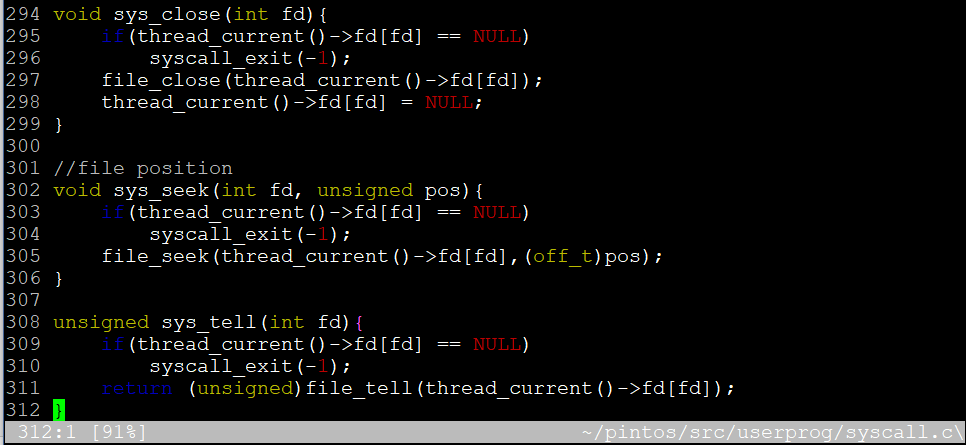 294 void sys_close(int fd){
295     if(thread_current()->fd[fd] == NULL)
296         syscall_exit(-1);
297     file_close(thread_current()->fd[fd]);
298     thread_current()->fd[fd] = NULL;
299 }
300
301 //file position
302 void sys_seek(int fd, unsigned pos){
303     if(thread_current()->fd[fd] == NULL)
304         syscall_exit(-1);
305     file_seek(thread_current()->fd[fd],(off_t)pos);
306 }
307
308 unsigned sys_tell(int fd){
309     if(thread_current()->fd[fd] == NULL)
310         syscall_exit(-1);
311     return (unsigned)file_tell(thread_current()->fd[fd]);
312 }
312:1 [91%] ~/pintos/src/userprog/syscall.c\